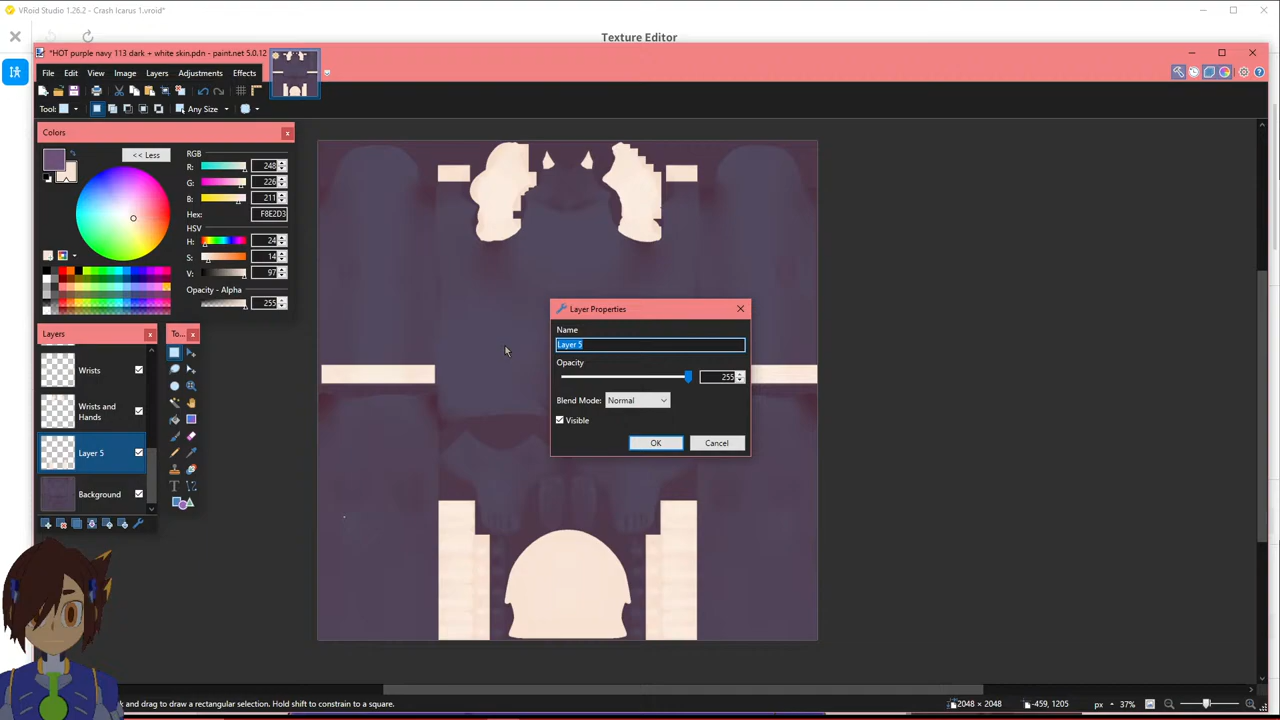 VRoid Studio 1.26.2 - Crash Icarus 1.vroid*
Texture Editor
*HOT purple navy 113 dark + white skin.pdn - paint.net 5.0.12
File Edit View Image Layers Adjustments Effects
Tool: Any Size
Colors
<< Less
RGB
R: 248
G: 226
B: 211
Hex: F8E2D3
HSV
H: 24
S: 14
V: 97
Opacity - Alpha
255
Layers
To...
Wrists
Wrists and
Hands
Layer 5
Background
Layer Properties
Name
Layer 5
Opacity
255
Blend Mode: Normal
Visible
OK Cancel
k and drag to draw a rectangular selection. Hold shift to constrain to a square.
2048 × 2048 -459, 1205 px 37%